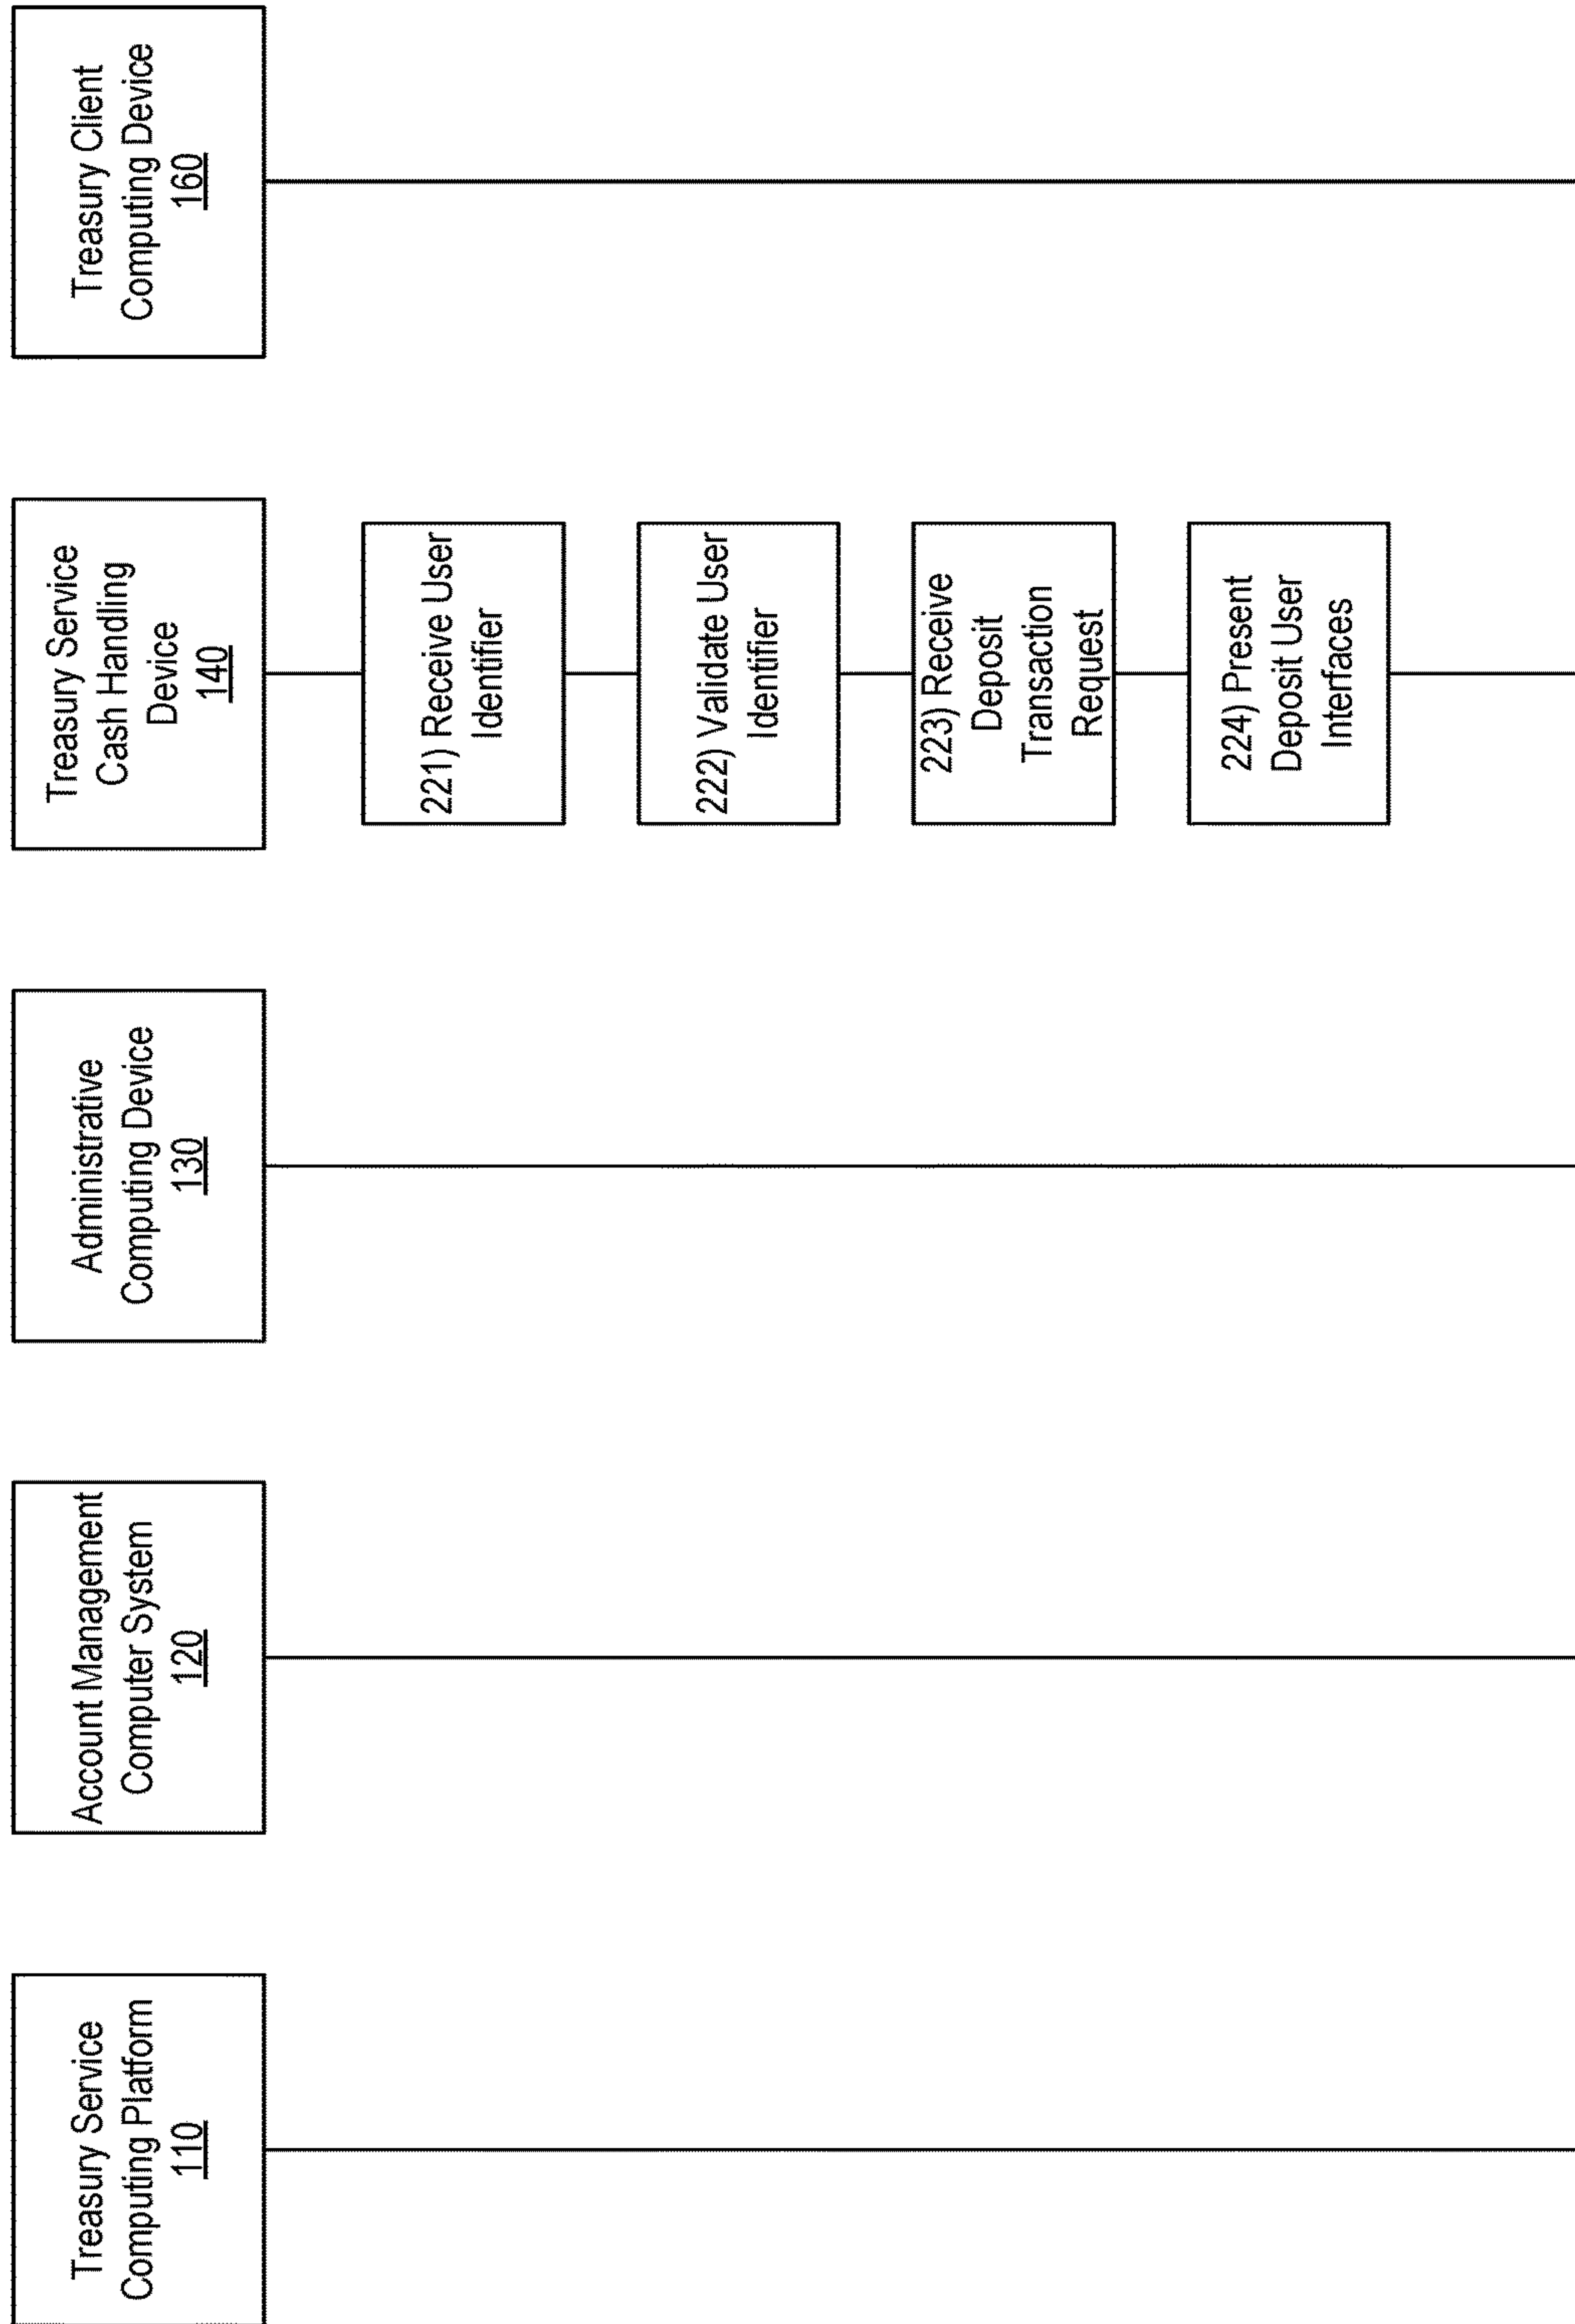 Treasury Service
Computing Platform
110
Account Management
Computer System
120
Administrative
Computing Device
130
Treasury Service
Cash Handling
Device
140
Treasury Client
Computing Device
160
221) Receive User
Identifier
222) Validate User
Identifier
223) Receive
Deposit
Transaction
Request
224) Present
Deposit User
Interfaces